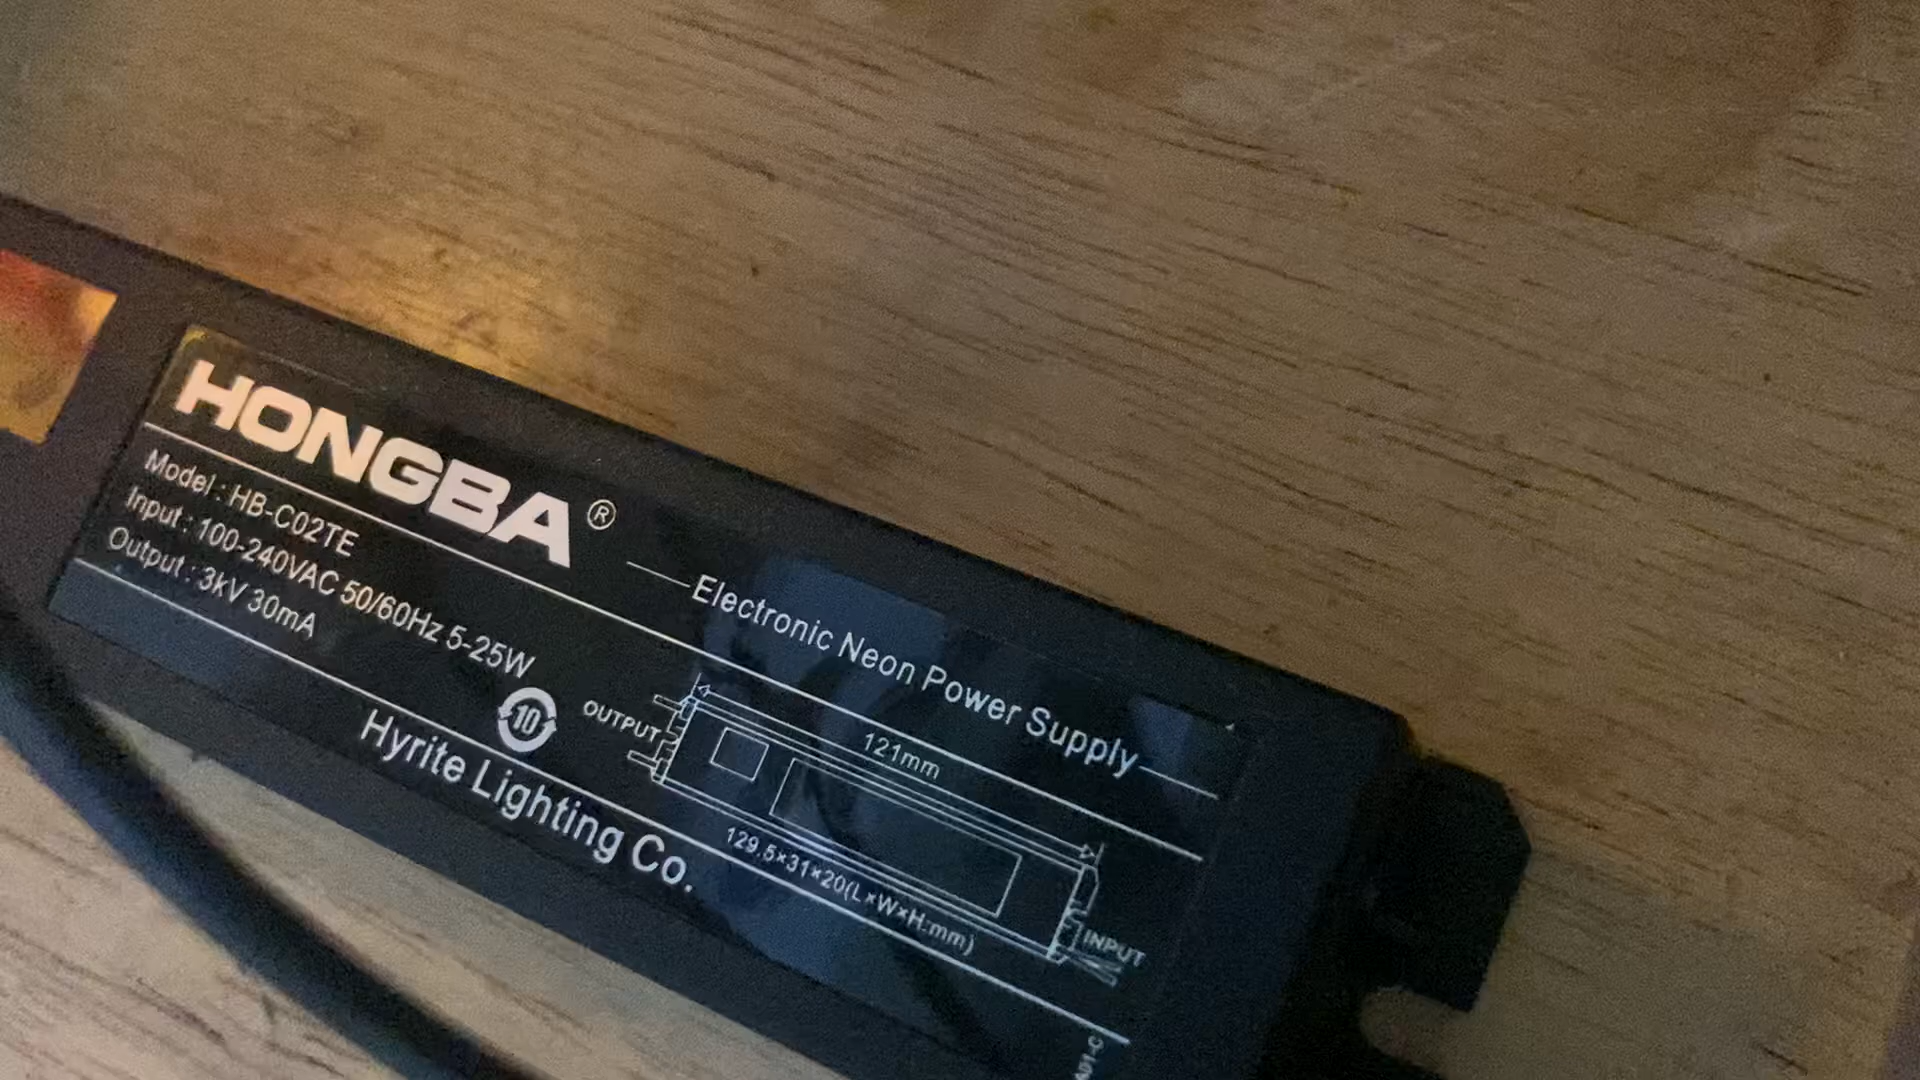 HONGBA®
Electronic Neon Power Supply
Model : HB-C02TE
Input : 100-240VAC 50/60Hz 5-25W
Output : 3kV 30mA
10
OUTPUT
121mm
129.5×31×20(L×W×H:mm)
INPUT
Hyrite Lighting Co.